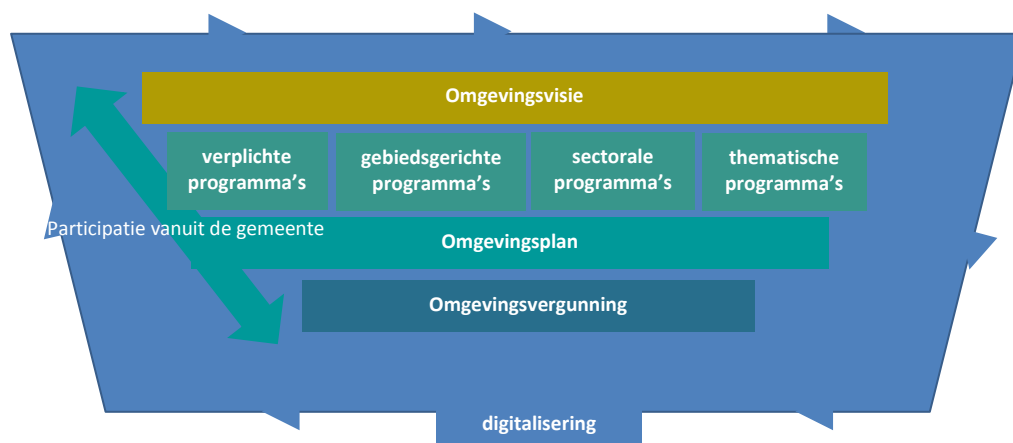 Omgevingsvisie
verplichte
programma's
gebiedsgerichte
programma's
sectorale
programma's
thematische
programma's
Participatie vanuit de gemeente
Omgevingsplan
Omgevingsvergunning
digitalisering